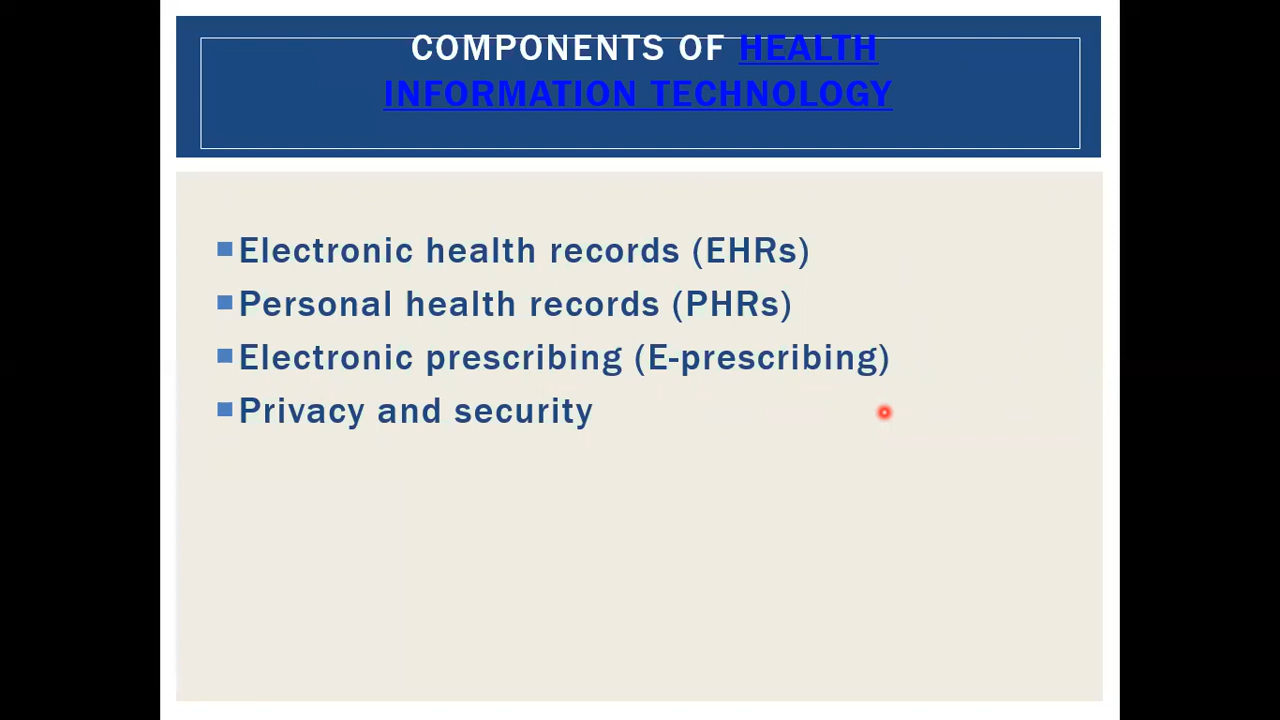 COMPONENTS OF HEALTH
INFORMATION TECHNOLOGY
Electronic health records (EHRs)
Personal health records (PHRs)
Electronic prescribing (E-prescribing)
Privacy and security